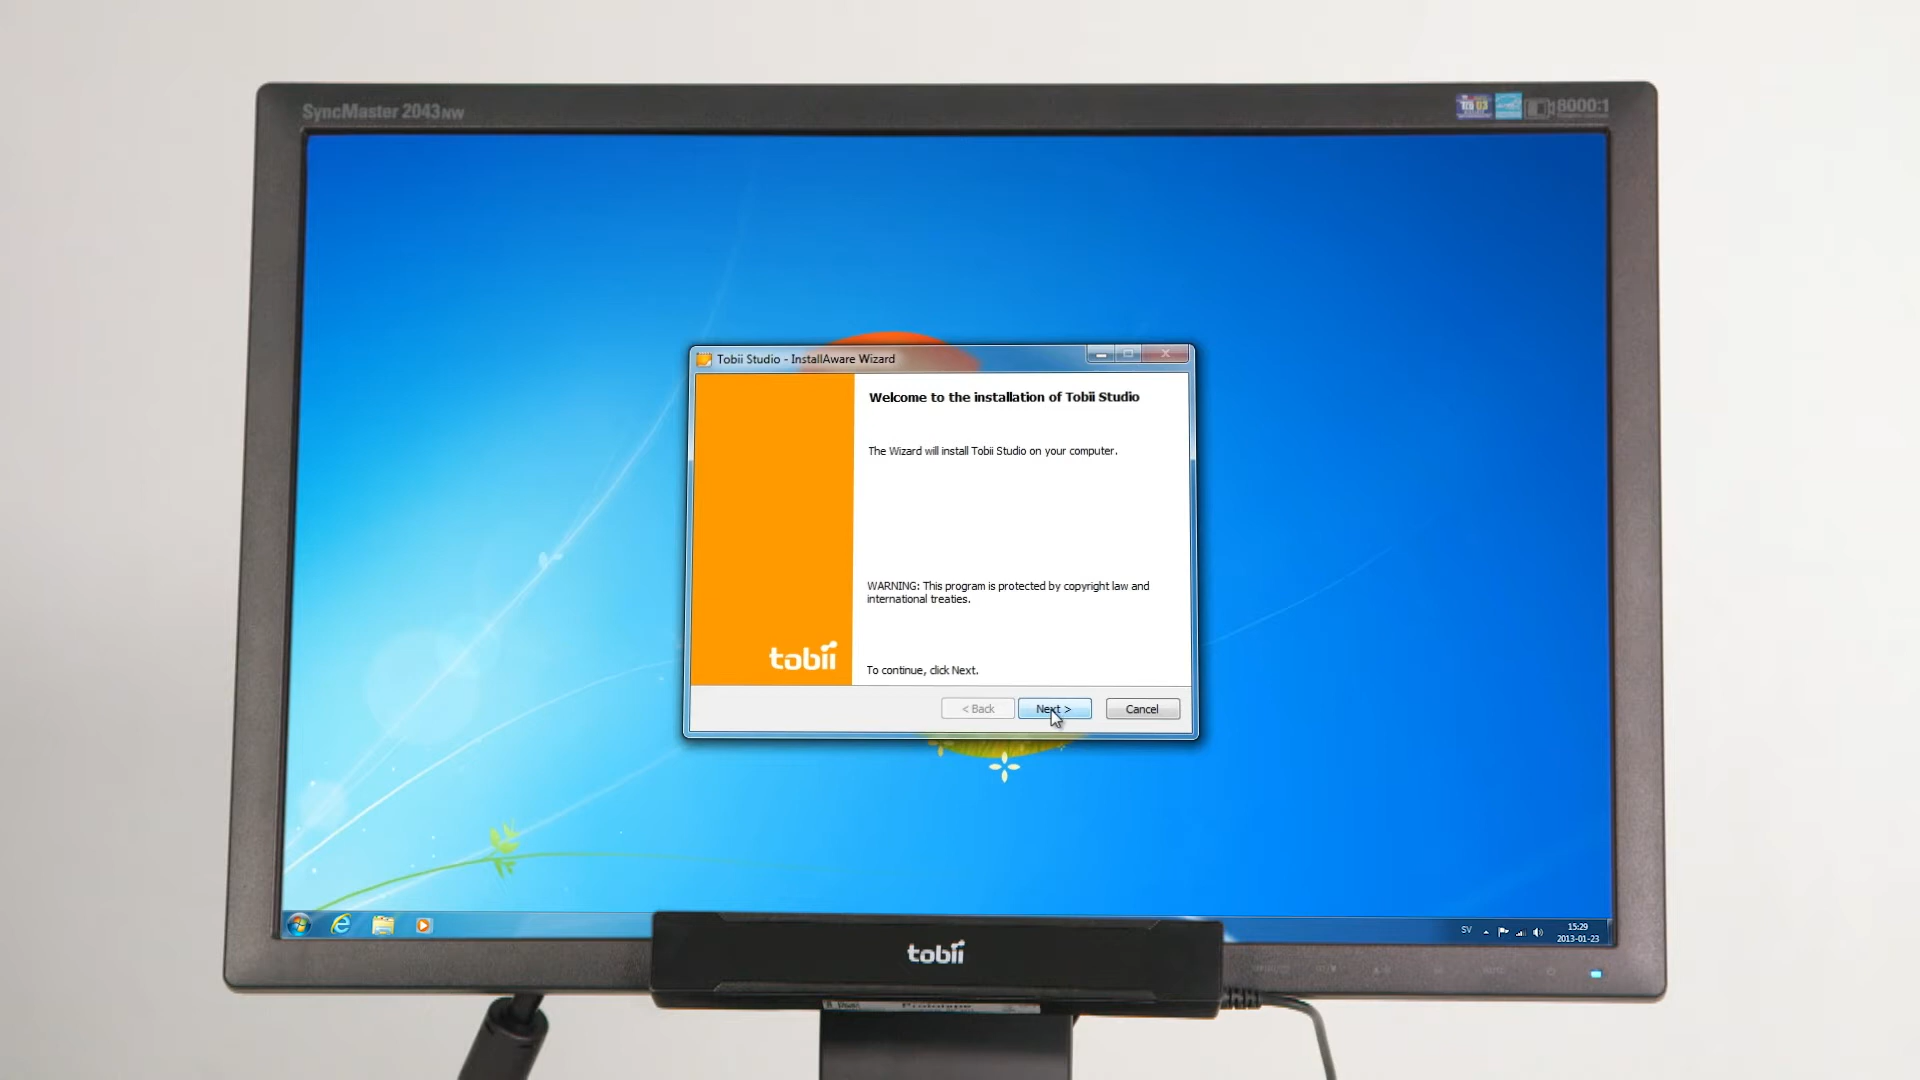 SyncMaster 2043NW
8000:1
Tobii Studio - InstallAware Wizard
Welcome to the installation of Tobii Studio
The Wizard will install Tobii Studio on your computer.
WARNING: This program is protected by copyright law and
international treaties.
tobii
To continue, click Next.
< Back
Next >
Cancel
SV
15:29
2013-01-23
tobii
Prototype